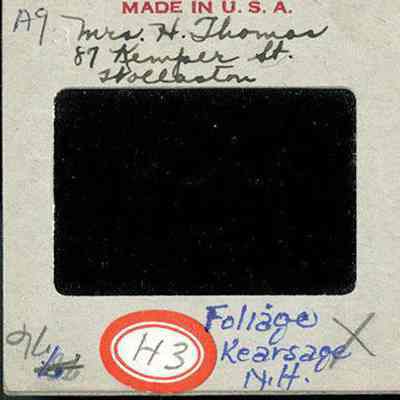 MADE IN U. S. A.
A9 Mrs. H. Thomas
87 Kemper St.
Wollaston
Foliage
Kearsage
N.H.
H3